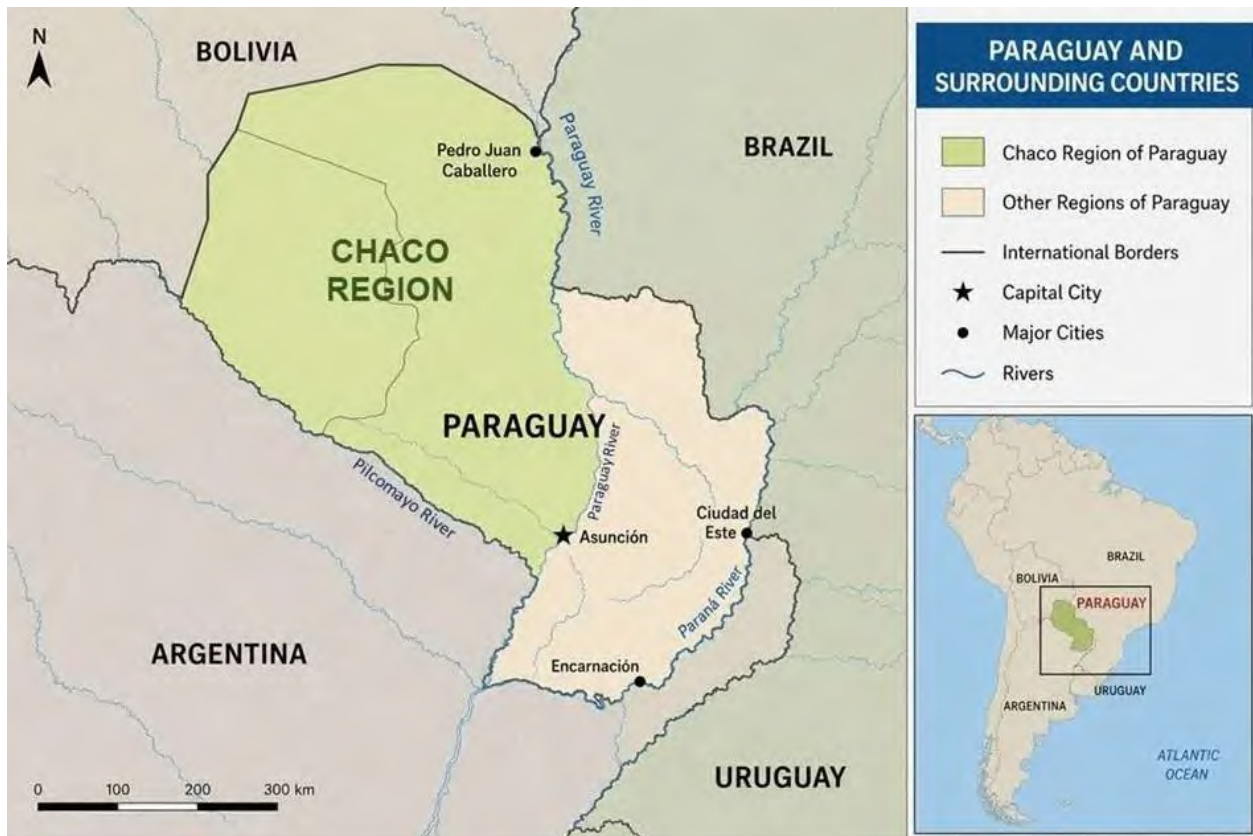 N
BOLIVIA
BRAZIL
Pedro Juan
Caballero
Paraguay River
CHACO
REGION
PARAGUAY
Paraguay River
Pilcomayo River
Asunción
Ciudad del
Este
Paraná River
Encarnación
ARGENTINA
URUGUAY
0 100 200 300 km
PARAGUAY AND
SURROUNDING COUNTRIES
Chaco Region of Paraguay
Other Regions of Paraguay
International Borders
Capital City
Major Cities
Rivers
BRAZIL
BOLIVIA
PARAGUAY
URUGUAY
ARGENTINA
ATLANTIC
OCEAN